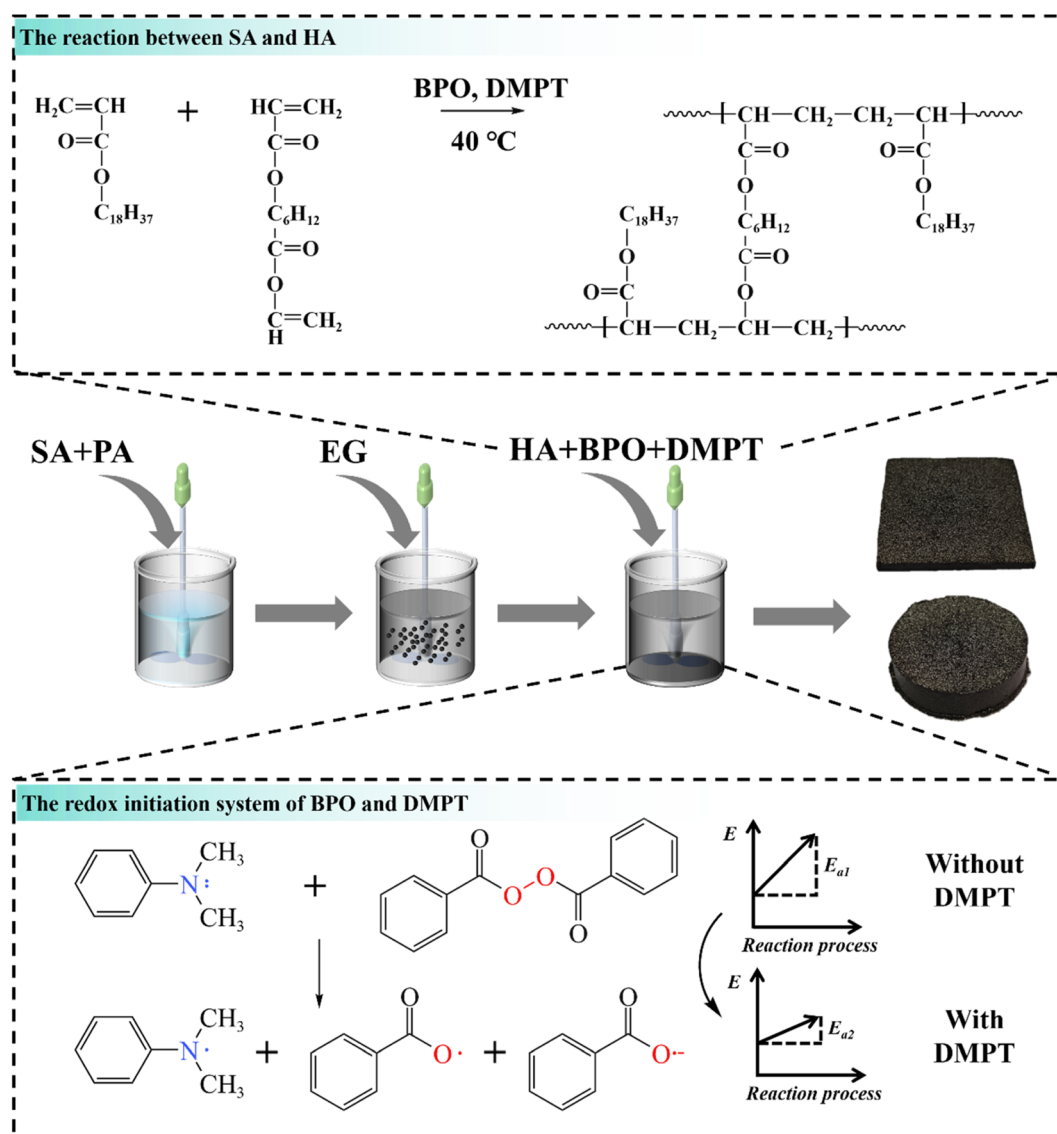 The reaction between SA and HA
H₂C=CH
O=C
O
C₁₈H₃₇
+
HC=CH₂
C=O
O
C₆H₁₂
C=O
O
C=CH₂
H
BPO, DMPT
40 °C
CH—CH₂—CH₂—CH
C=O
O=C
O
O
C₁₈H₃₇
C₆H₁₂
C₁₈H₃₇
O
C=O
O=C
O
CH—CH₂—CH—CH₂
SA+PA
EG
HA+BPO+DMPT
The redox initiation system of BPO and DMPT
CH₃
N:
CH₃
+
O
O
O
O
E
Eₐ₁
Reaction process
Without
DMPT
CH₃
N·
CH₃
+
O
O·
+
O
O·-
E
Eₐ₂
Reaction process
With
DMPT